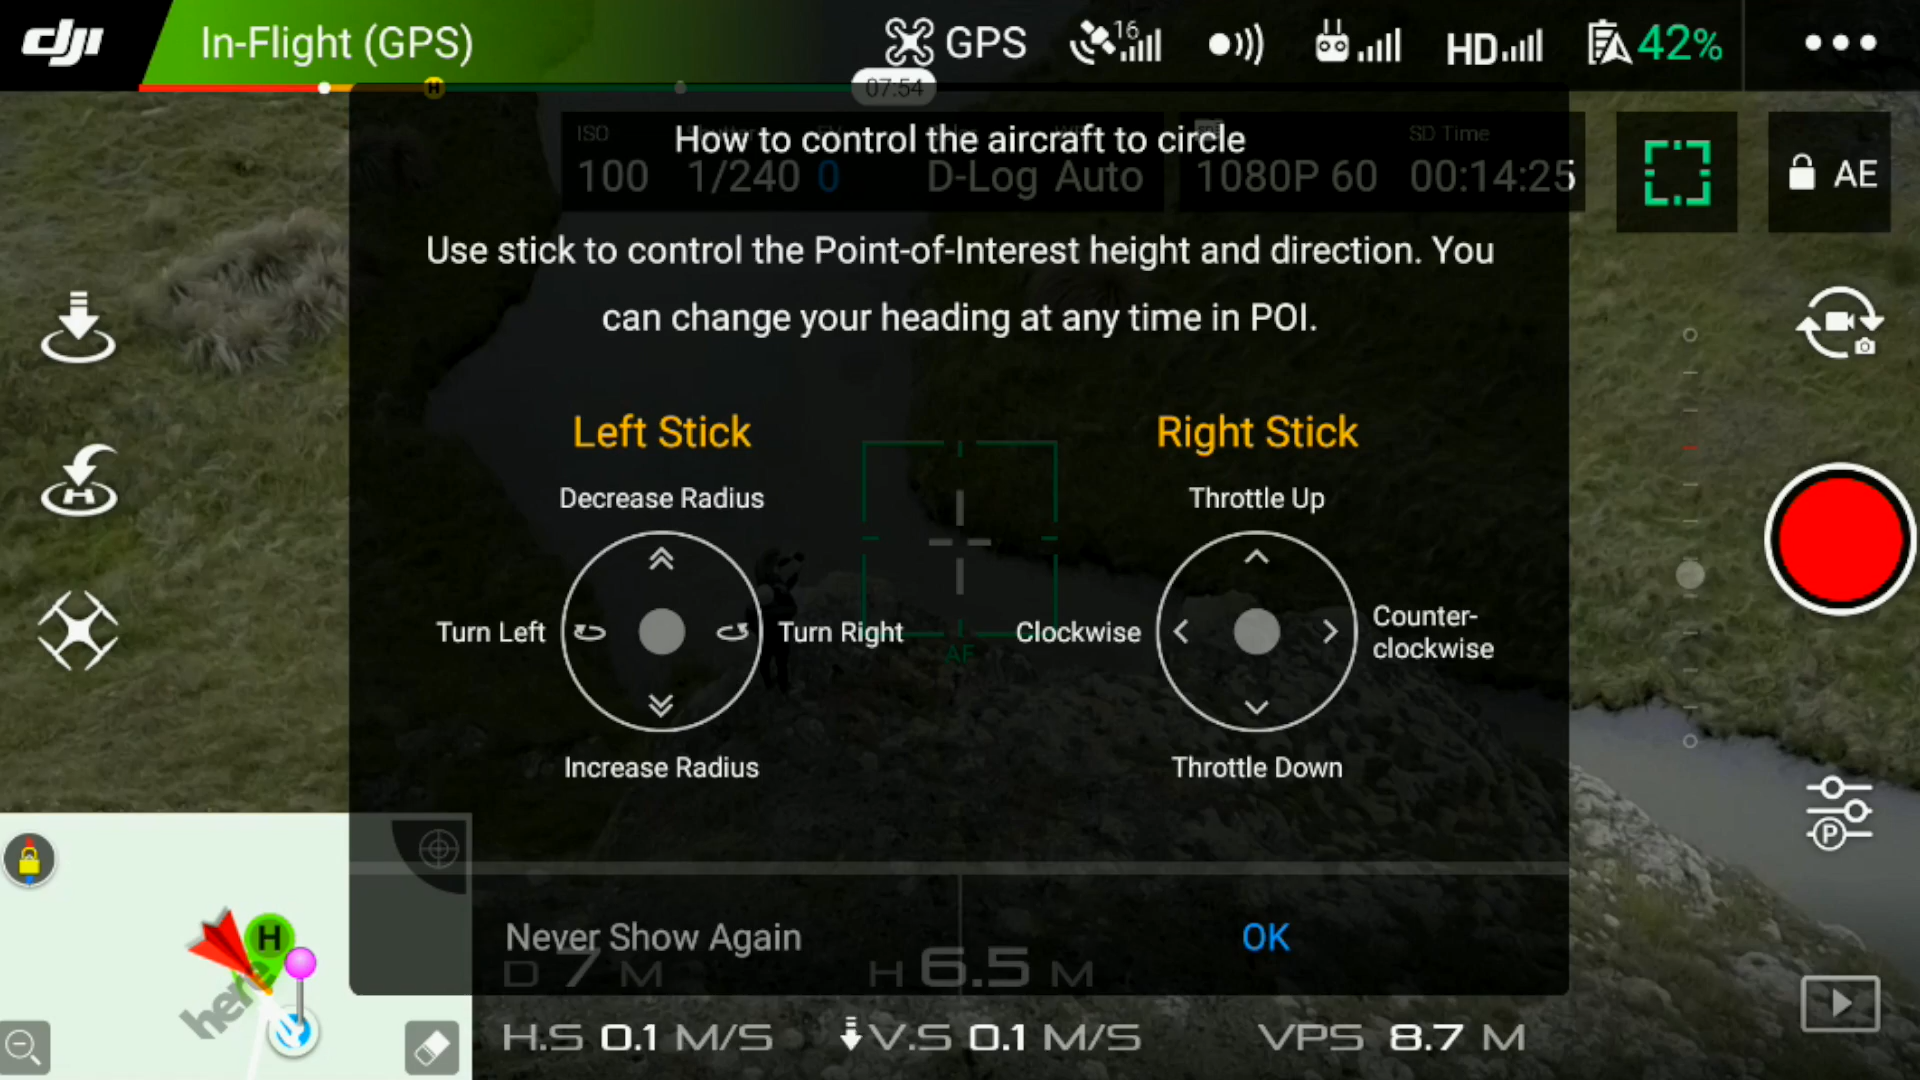 dji In-Flight (GPS) GPS 16 HD 42%
H 07:54
ISO SD Time
How to control the aircraft to circle
100 1/240 0 D-Log Auto 1080P 60 00:14:25 AE
Use stick to control the Point-of-Interest height and direction. You
can change your heading at any time in POI.
Left Stick Right Stick
Decrease Radius Throttle Up
Turn Left Turn Right Clockwise Counter-
clockwise
AF
Increase Radius Throttle Down
P
H
here
Never Show Again OK
D 7 M H 6.5 M
H.S 0.1 M/S V.S 0.1 M/S VPS 8.7 M